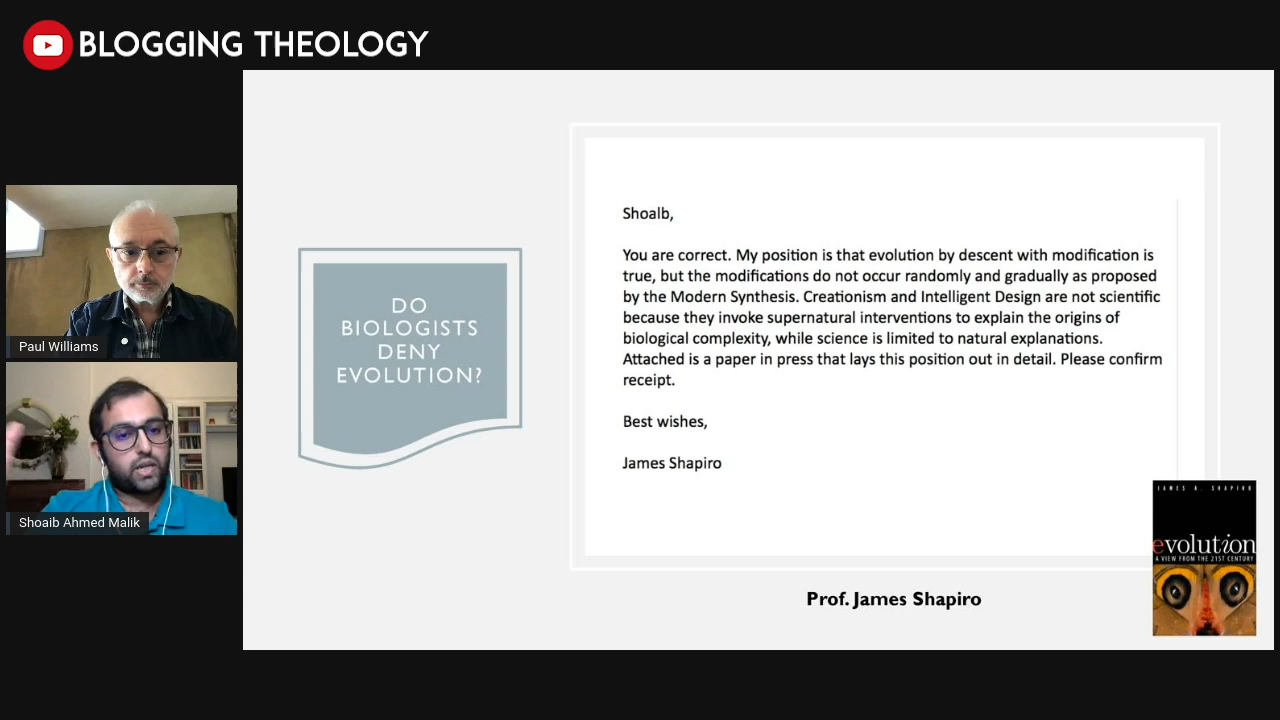 BLOGGING THEOLOGY
Paul Williams
Shoaib Ahmed Malik
DO
BIOLOGISTS
DENY
EVOLUTION?
Shoalb,
You are correct. My position is that evolution by descent with modification is
true, but the modifications do not occur randomly and gradually as proposed
by the Modern Synthesis. Creationism and Intelligent Design are not scientific
because they invoke supernatural interventions to explain the origins of
biological complexity, while science is limited to natural explanations.
Attached is a paper in press that lays this position out in detail. Please confirm
receipt.
Best wishes,
James Shapiro
JAMES A. SHAPIRO
evolution
A VIEW FROM THE 21ST CENTURY
Prof. James Shapiro